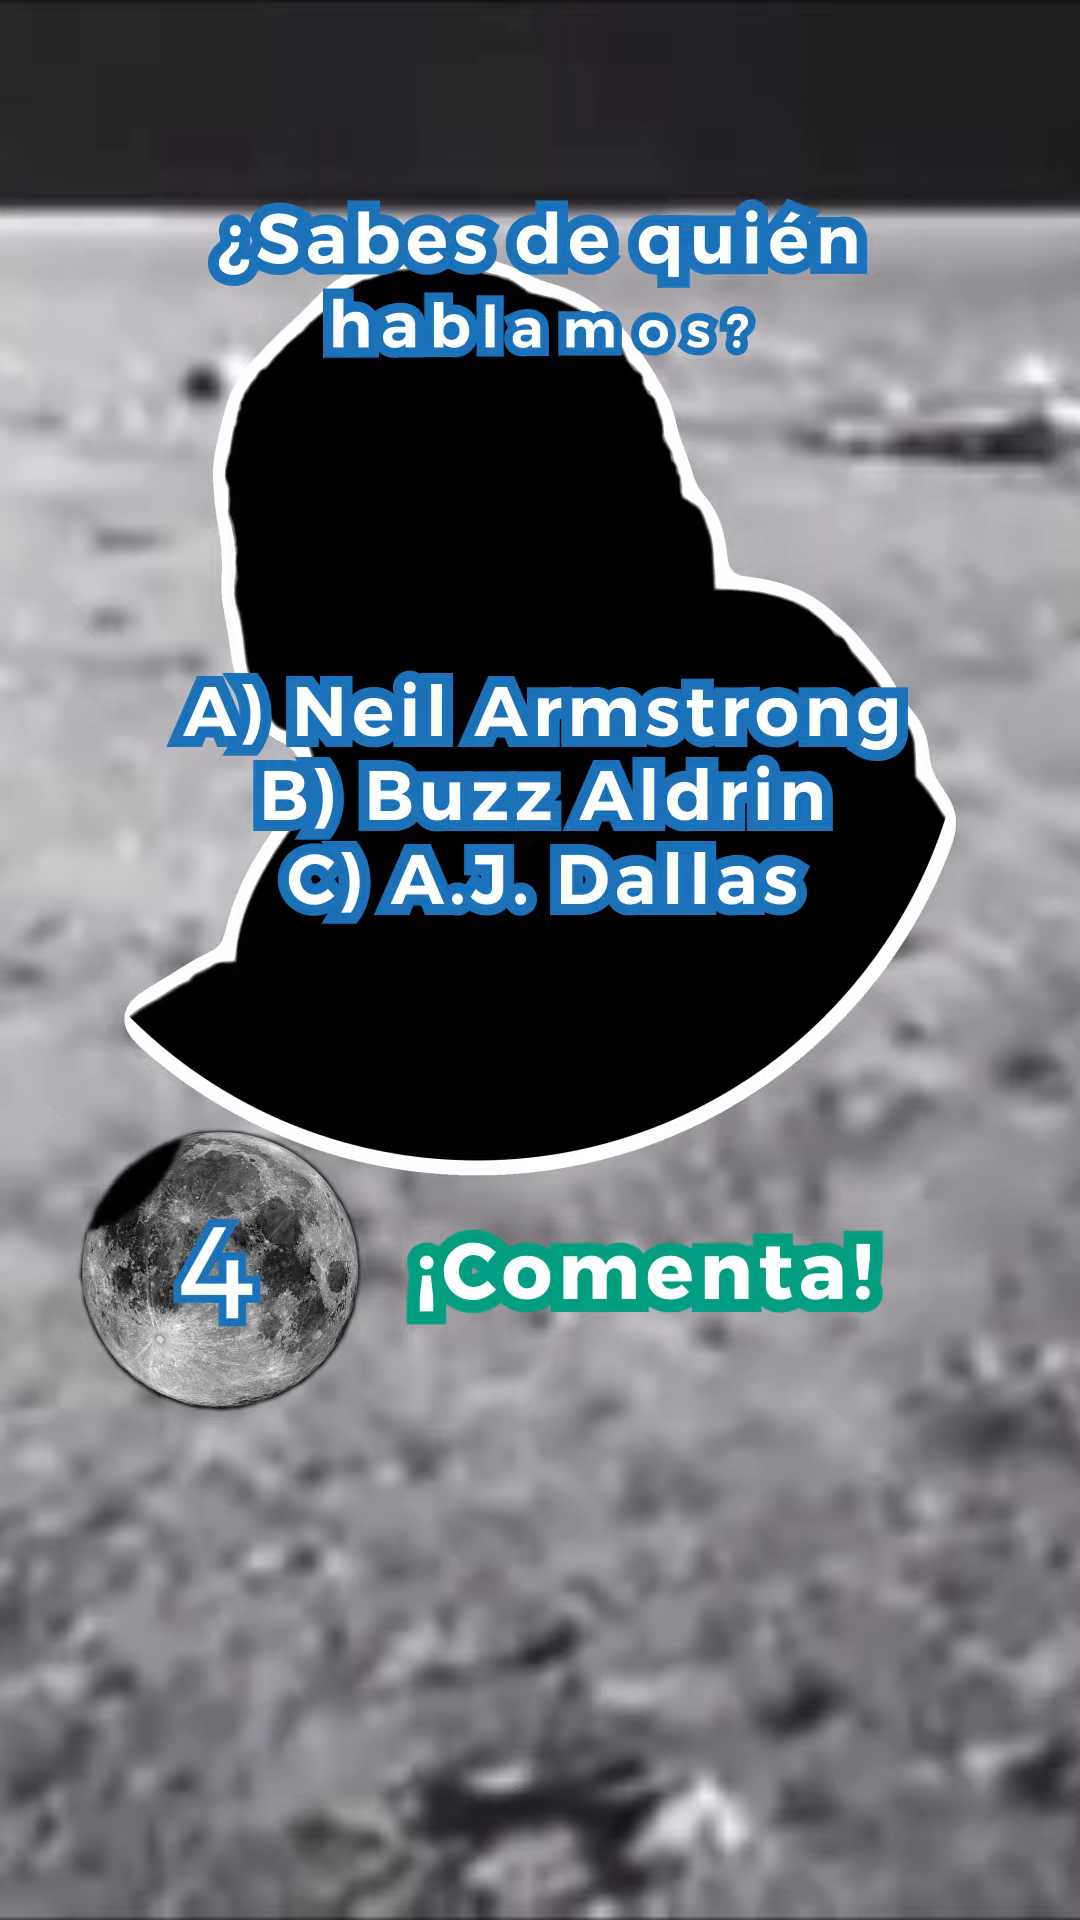 ¿Sabes de quién
hablamos?
A) Neil Armstrong
B) Buzz Aldrin
C) A.J. Dallas
4
¡Comenta!